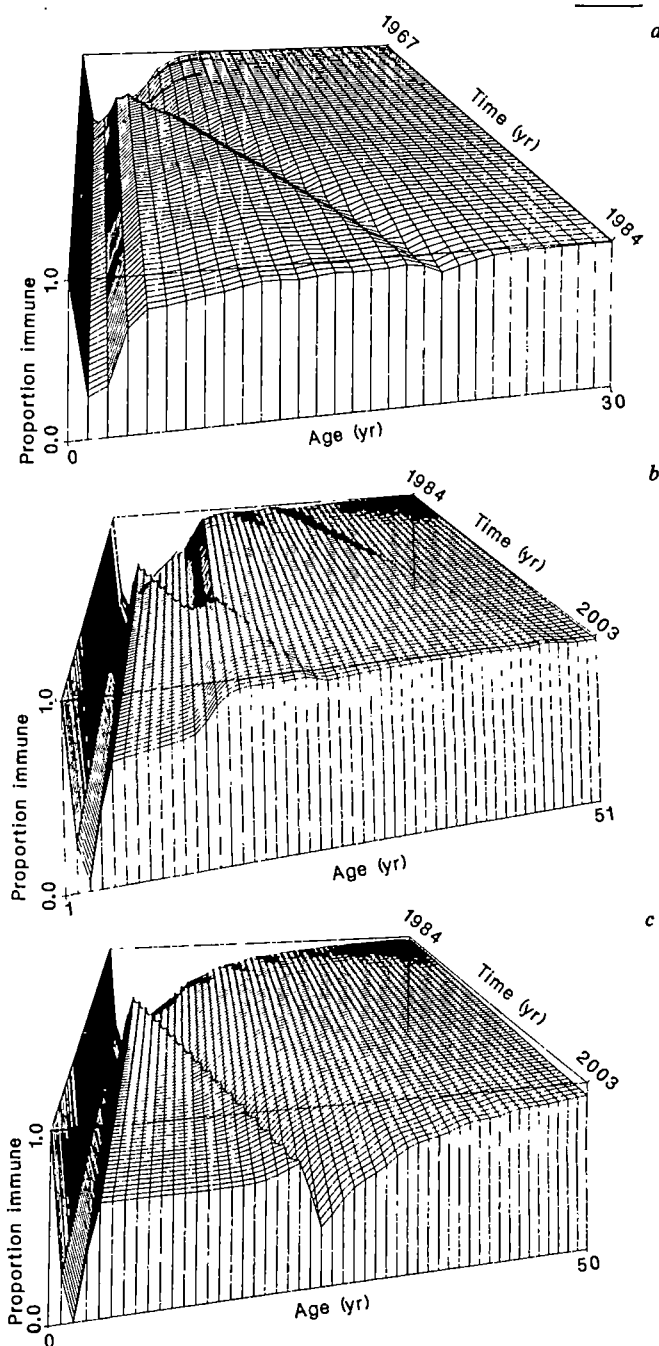 a
1967
Time (yr)
1984
1.0
Proportion immune
0.0
0
Age (yr)
30
b
1984
Time (yr)
2003
1.0
Proportion immune
0.0
1
Age (yr)
51
c
1984
Time (yr)
2003
1.0
Proportion immune
0.0
0
Age (yr)
50